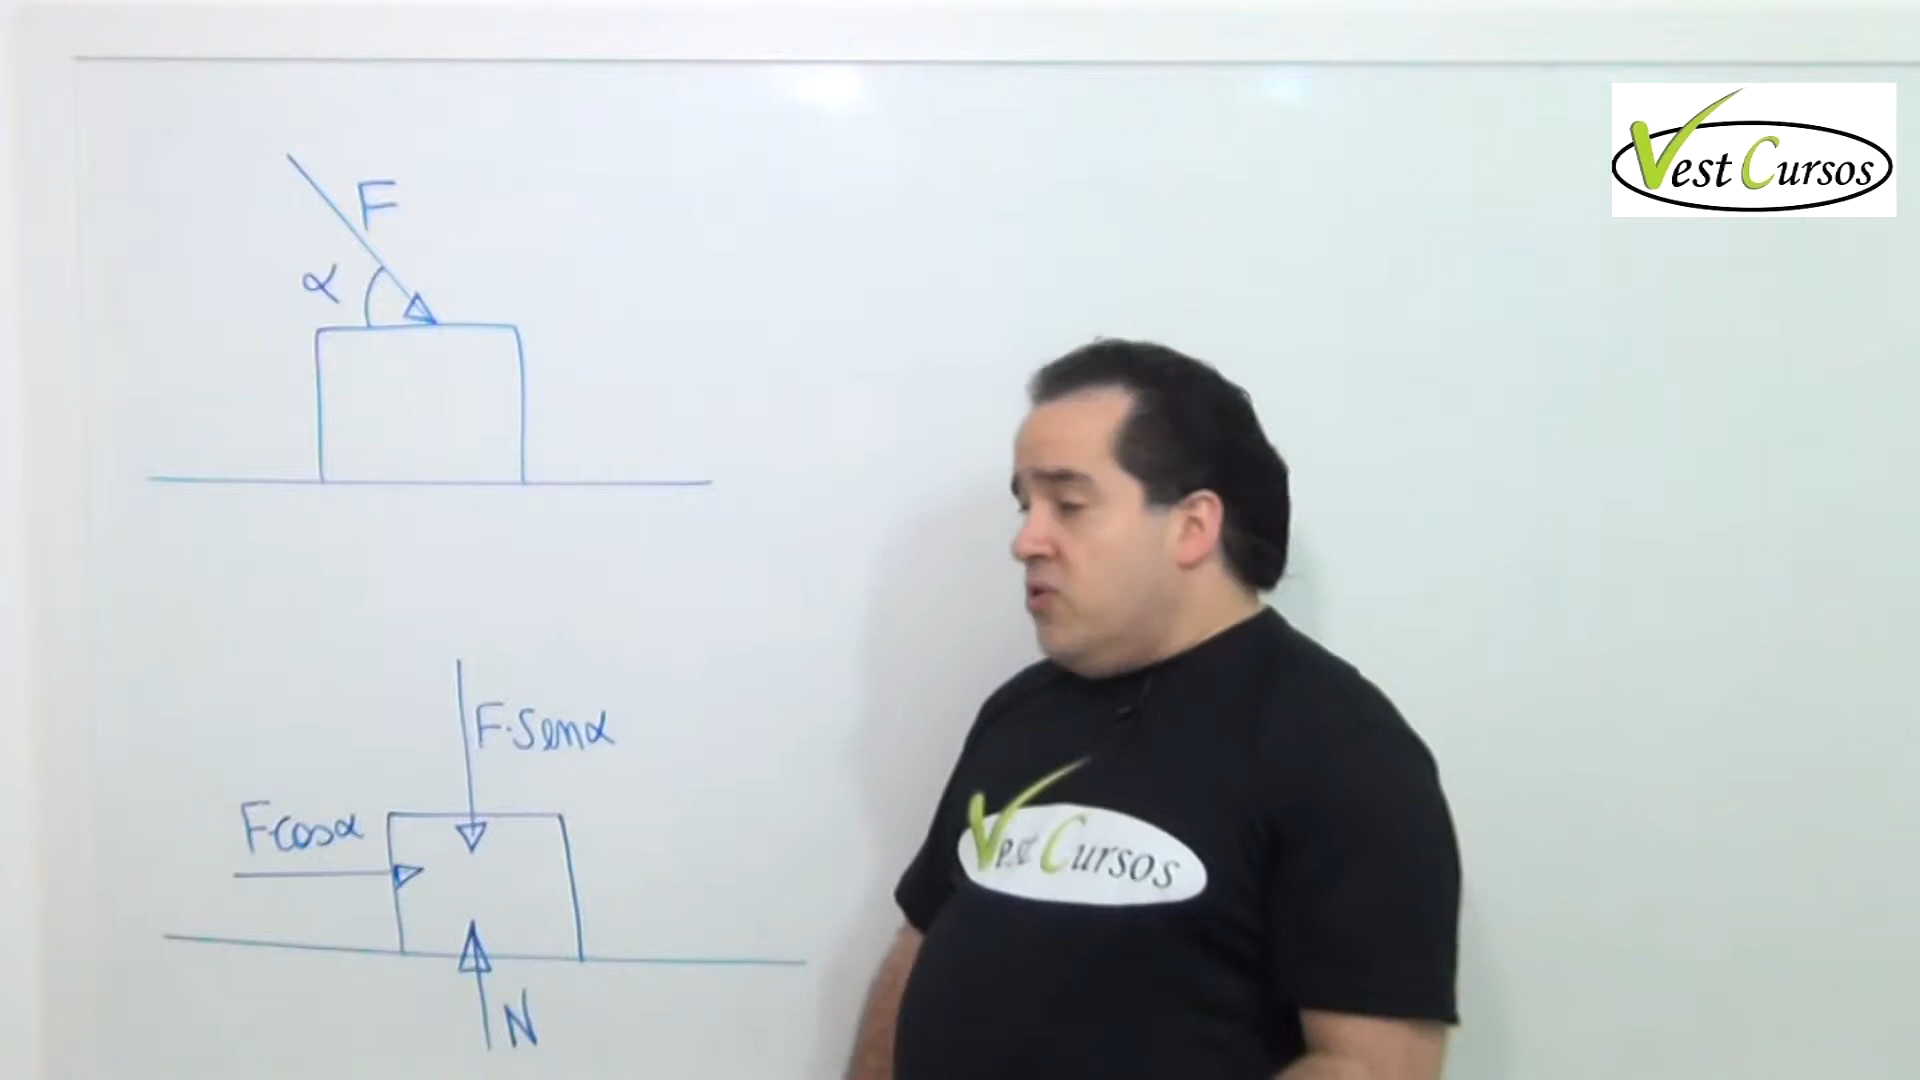 Vest Cursos
F
α
F·Senα
F·cosα
N
Vest Cursos